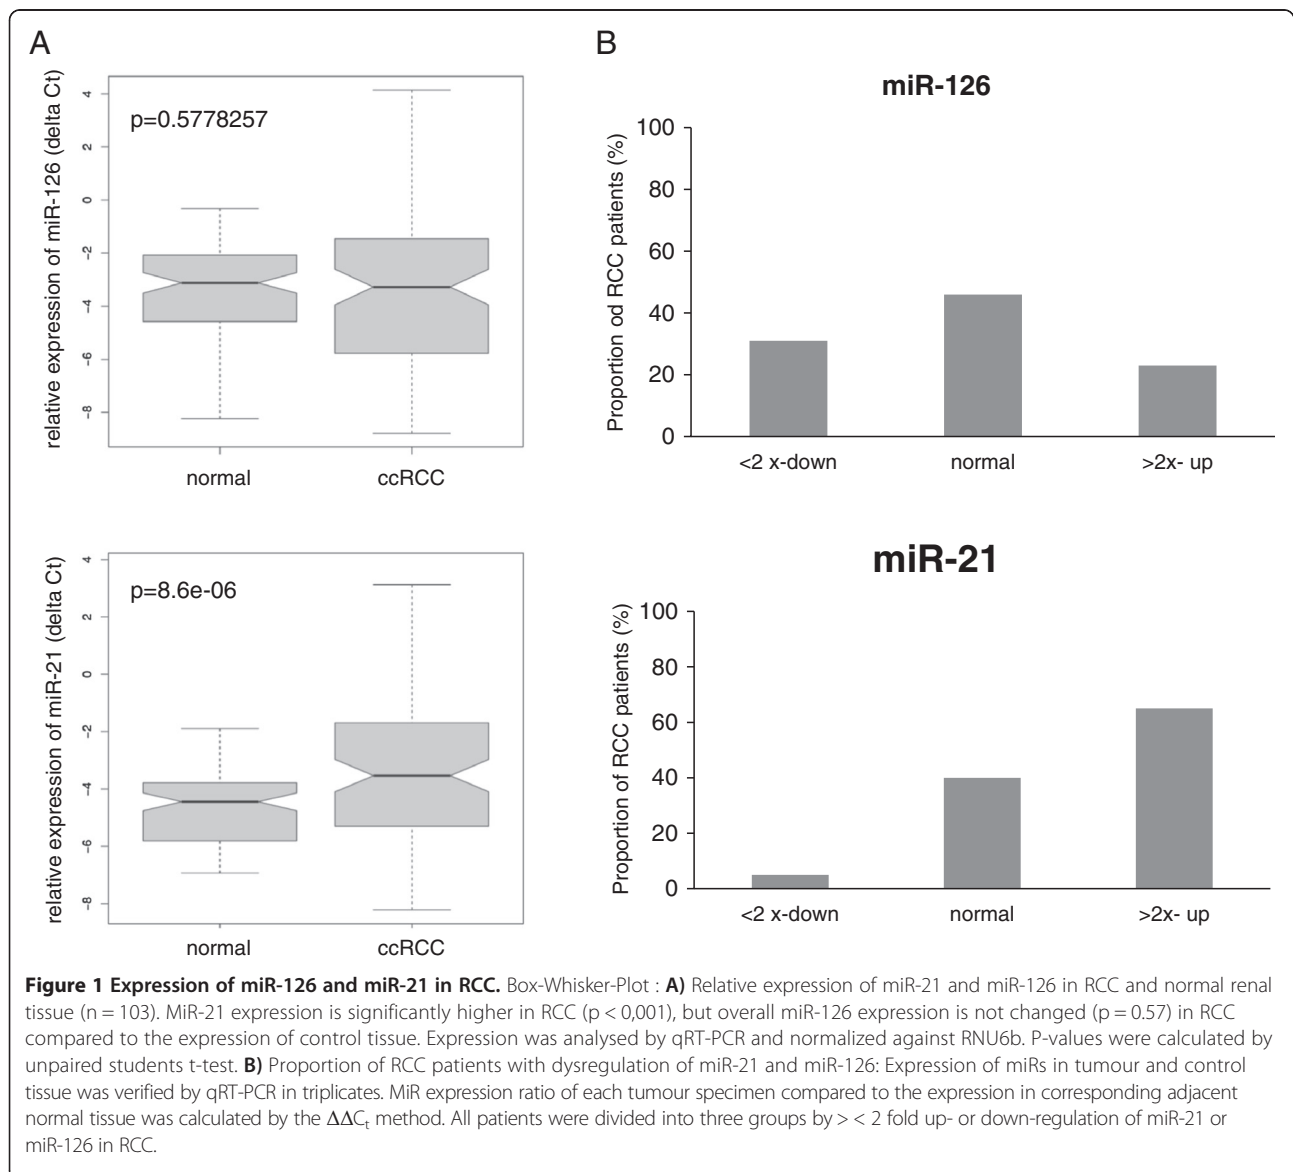 A
relative expression of miR-126 (delta Ct)
4
2
0
-2
-4
-6
-8
p=0.5778257
normal
ccRCC
B
miR-126
Proportion od RCC patients (%)
100
80
60
40
20
0
<2 x-down
normal
>2x- up
relative expression of miR-21 (delta Ct)
4
2
0
-2
-4
-6
-8
p=8.6e-06
normal
ccRCC
miR-21
Proportion of RCC patients (%)
100
80
60
40
20
0
<2 x-down
normal
>2x- up
Figure 1 Expression of miR-126 and miR-21 in RCC. Box-Whisker-Plot : A) Relative expression of miR-21 and miR-126 in RCC and normal renal
tissue (n = 103). MiR-21 expression is significantly higher in RCC (p < 0,001), but overall miR-126 expression is not changed (p = 0.57) in RCC
compared to the expression of control tissue. Expression was analysed by qRT-PCR and normalized against RNU6b. P-values were calculated by
unpaired students t-test. B) Proportion of RCC patients with dysregulation of miR-21 and miR-126: Expression of miRs in tumour and control
tissue was verified by qRT-PCR in triplicates. MiR expression ratio of each tumour specimen compared to the expression in corresponding adjacent
normal tissue was calculated by the ΔΔCt method. All patients were divided into three groups by > < 2 fold up- or down-regulation of miR-21 or
miR-126 in RCC.